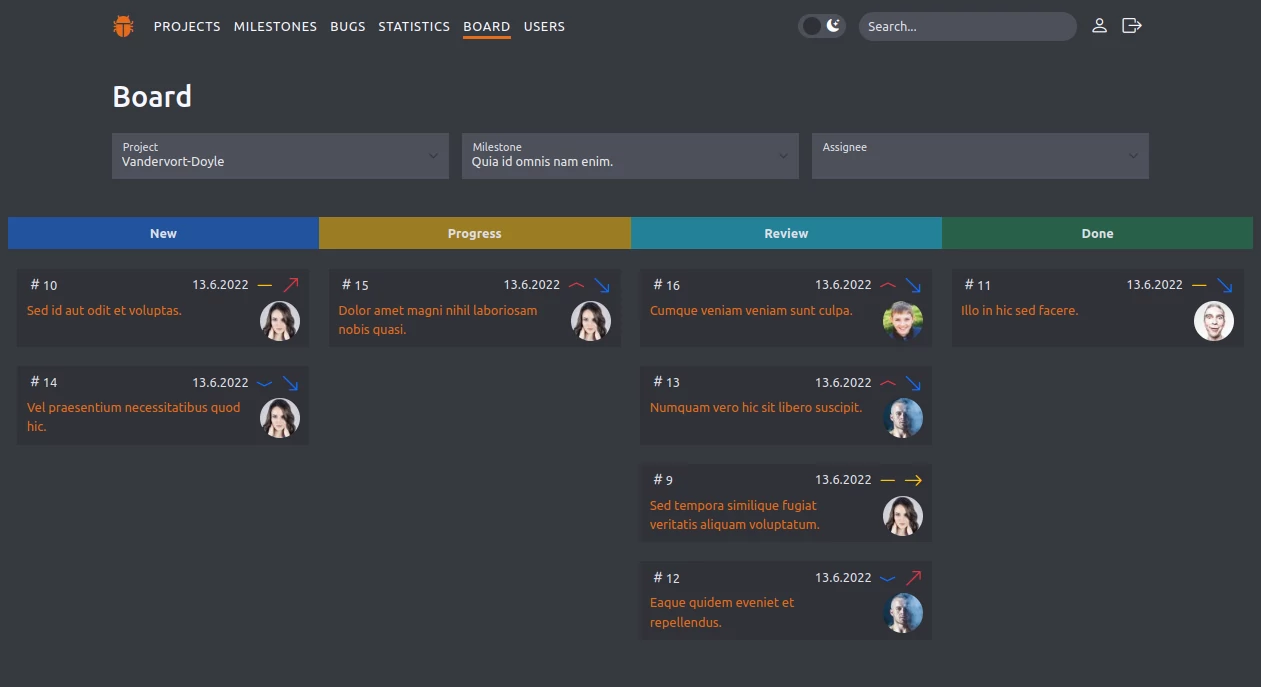 PROJECTS MILESTONES BUGS STATISTICS BOARD USERS Search...
Board
Project
Vandervort-Doyle
Milestone
Quia id omnis nam enim.
Assignee
New Progress Review Done
# 10 13.6.2022
Sed id aut odit et voluptas.
# 14 13.6.2022
Vel praesentium necessitatibus quod
hic.
# 15 13.6.2022
Dolor amet magni nihil laboriosam
nobis quasi.
# 16 13.6.2022
Cumque veniam veniam sunt culpa.
# 13 13.6.2022
Numquam vero hic sit libero suscipit.
# 9 13.6.2022
Sed tempora similique fugiat
veritatis aliquam voluptatum.
# 12 13.6.2022
Eaque quidem eveniet et
repellendus.
# 11 13.6.2022
Illo in hic sed facere.